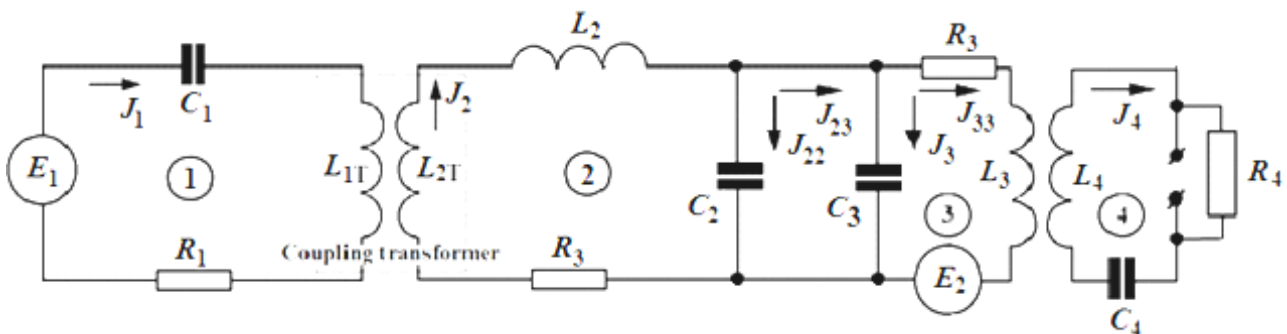 L2
R3
J1
C1
J2
J23
J22
J33
J3
J4
E1
1
L1T
L2T
2
C2
C3
L3
L4
R4
3
4
R1
Coupling transformer
R3
E2
C4